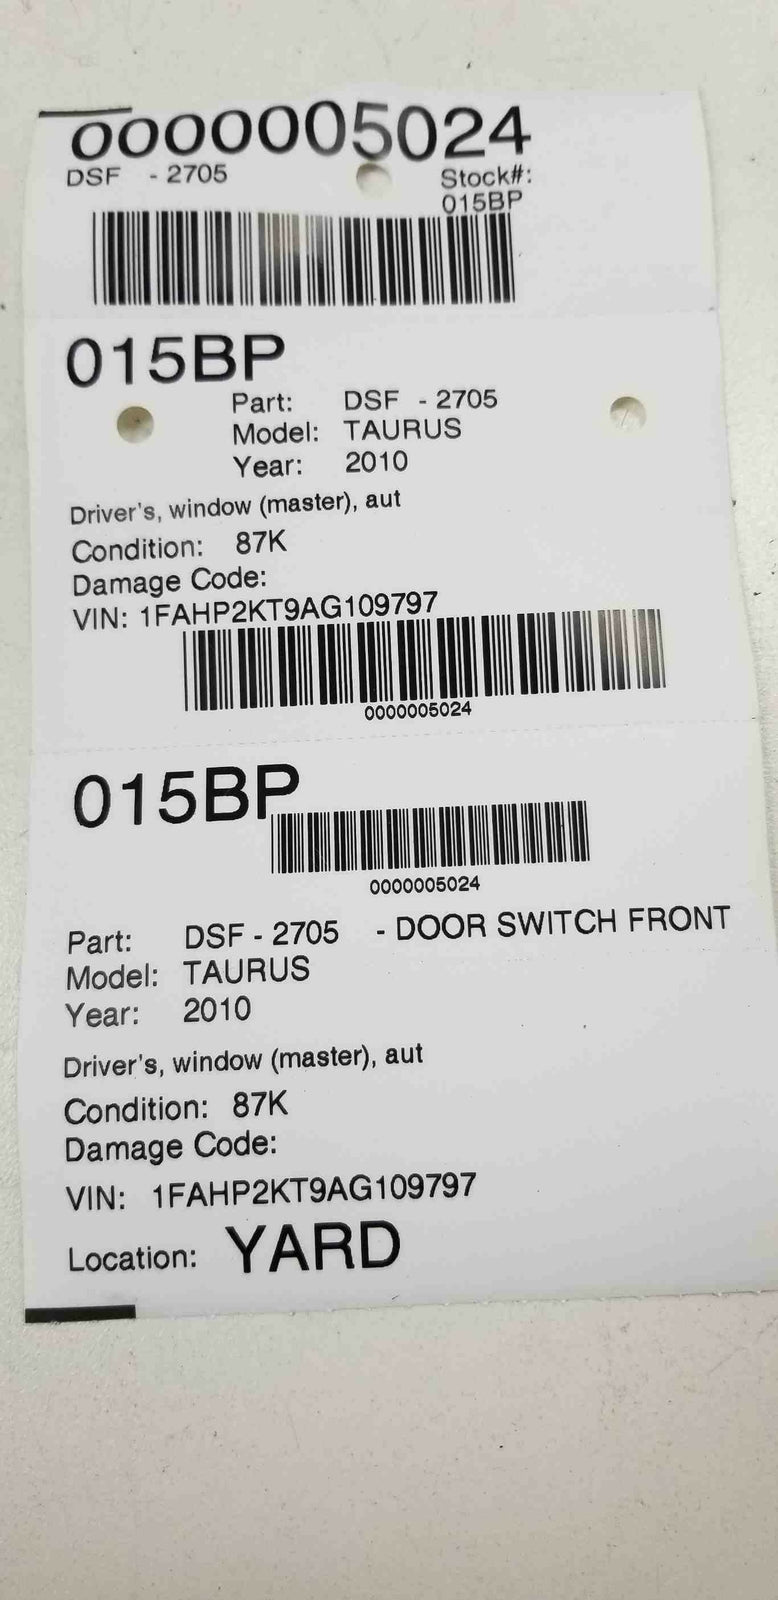 0000005024
DSF - 2705 Stock#:
015BP
015BP
Part: DSF - 2705
Model: TAURUS
Year: 2010
Driver's, window (master), aut
Condition: 87K
Damage Code:
VIN: 1FAHP2KT9AG109797
0000005024
015BP
0000005024
Part: DSF - 2705 - DOOR SWITCH FRONT
Model: TAURUS
Year: 2010
Driver's, window (master), aut
Condition: 87K
Damage Code:
VIN: 1FAHP2KT9AG109797
Location: YARD